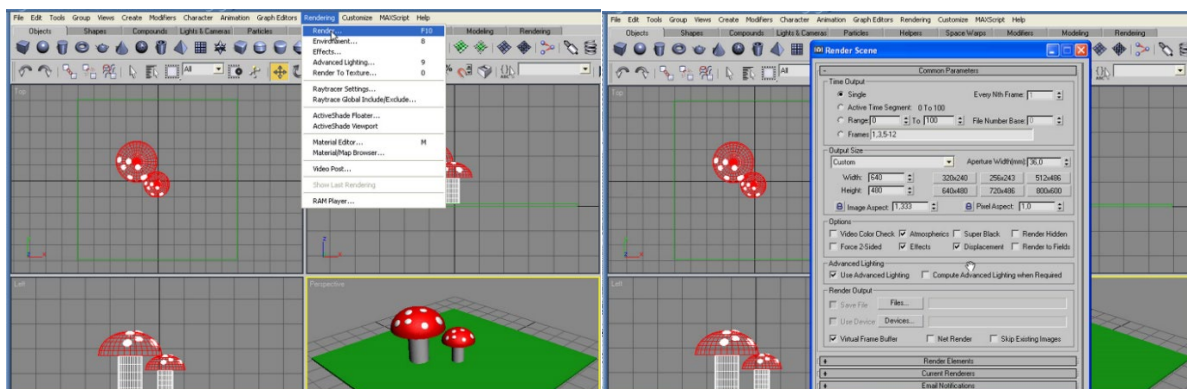 File Edit Tools Group Views Create Modifiers Character Animation Graph Editors Rendering Customize MAXScript Help
Objects Shapes Compounds Lights & Cameras Particles Modeling Rendering
Render... F10
Environment... 8
Effects...
Advanced Lighting... 9
Render To Texture... 0
Raytracer Settings...
Raytrace Global Include/Exclude...
ActiveShade Floater...
ActiveShade Viewport
Material Editor... M
Material/Map Browser...
Video Post...
Show Last Rendering
RAM Player...
All
Top
Left
Perspective
File Edit Tools Group Views Create Modifiers Character Animation Graph Editors Rendering Customize MAXScript Help
Objects Shapes Compounds Lights & Cameras Particles Helpers Space Warps Modifiers Modeling Rendering
All
Top
Left
Render Scene
Common Parameters
Time Output
Single Every Nth Frame: 1
Active Time Segment: 0 To 100
Range: 0 To 100 File Number Base: 0
Frames 1,3,5-12
Output Size
Custom Aperture Width(mm): 36,0
Width: 640 320x240 256x243 512x486
Height: 480 640x480 720x486 800x600
Image Aspect: 1,333 Pixel Aspect: 1,0
Options
Video Color Check Atmospherics Super Black Render Hidden
Force 2-Sided Effects Displacement Render to Fields
Advanced Lighting
Use Advanced Lighting Compute Advanced Lighting when Required
Render Output
Save File Files...
Use Device Devices...
Virtual Frame Buffer Net Render Skip Existing Images
Render Elements
Current Renderers
Email Notifications